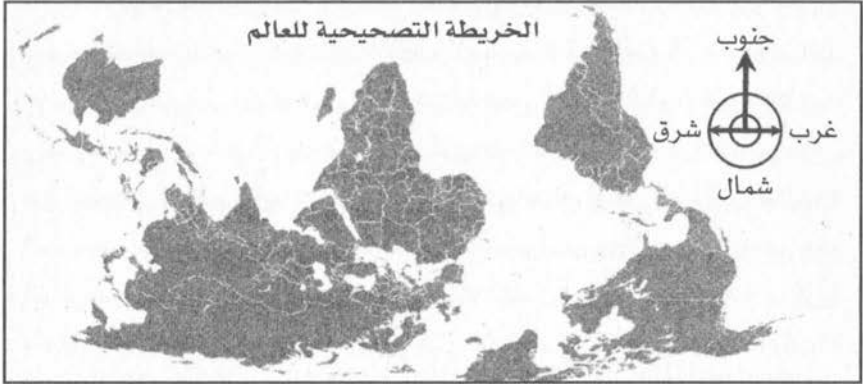 الخريطة التصحيحية للعالم
جنوب
غرب
شرق
شمال